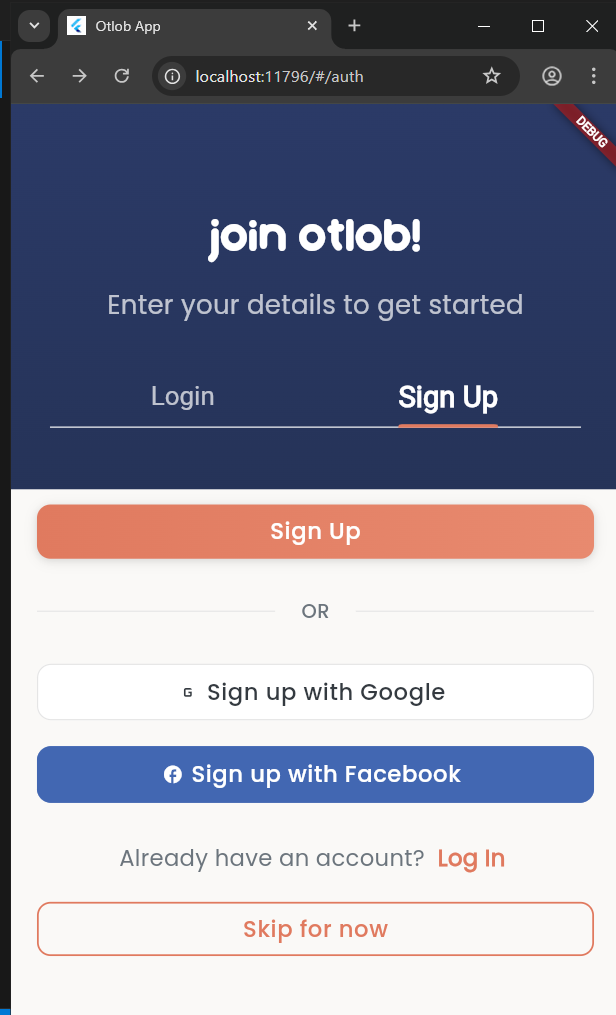 Otlob App
localhost:11796/#/auth
DEBUG
join otlob!
Enter your details to get started
Login
Sign Up
Sign Up
OR
G Sign up with Google
Sign up with Facebook
Already have an account? Log In
Skip for now